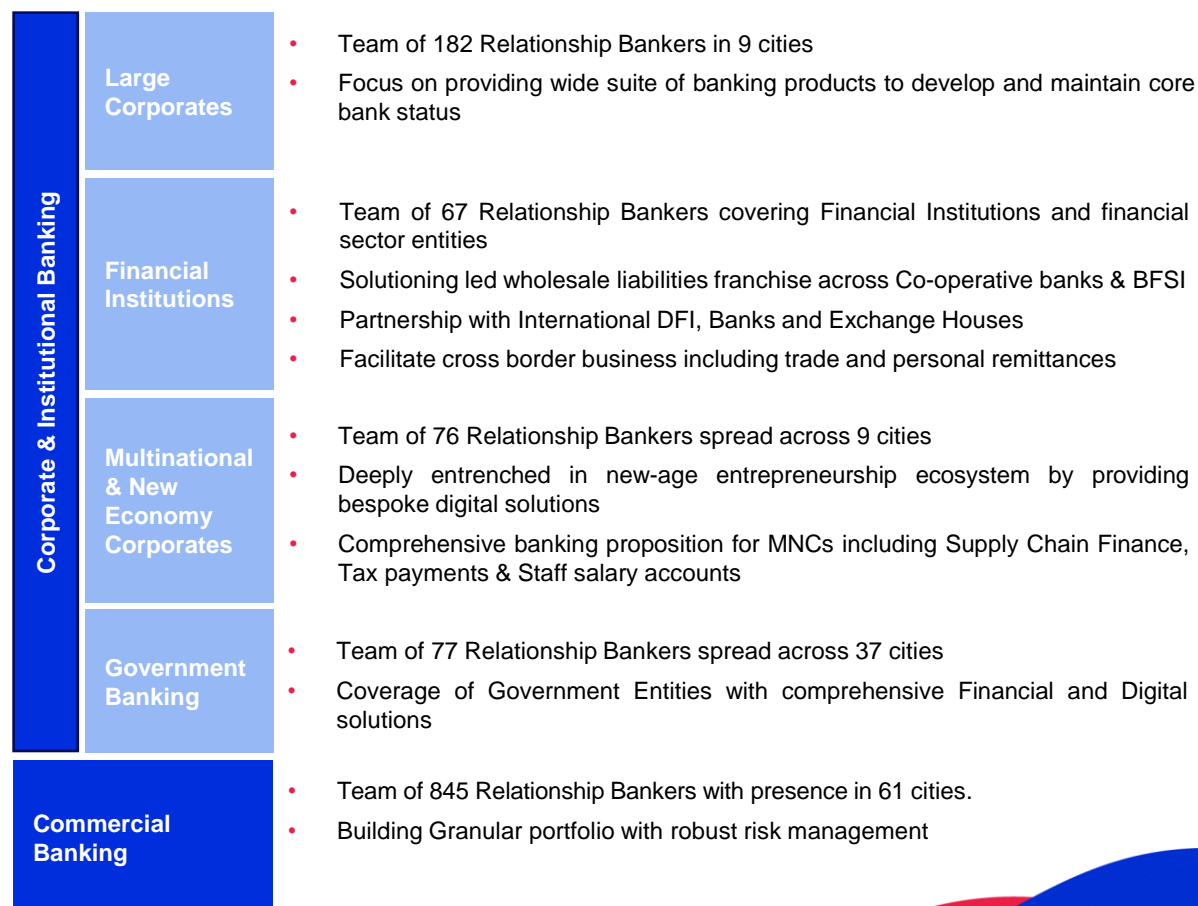 Corporate & Institutional Banking
Large
Corporates
• Team of 182 Relationship Bankers in 9 cities
• Focus on providing wide suite of banking products to develop and maintain core
bank status
Financial
Institutions
• Team of 67 Relationship Bankers covering Financial Institutions and financial
sector entities
• Solutioning led wholesale liabilities franchise across Co-operative banks & BFSI
• Partnership with International DFI, Banks and Exchange Houses
• Facilitate cross border business including trade and personal remittances
Multinational
& New
Economy
Corporates
• Team of 76 Relationship Bankers spread across 9 cities
• Deeply entrenched in new-age entrepreneurship ecosystem by providing
bespoke digital solutions
• Comprehensive banking proposition for MNCs including Supply Chain Finance,
Tax payments & Staff salary accounts
Government
Banking
• Team of 77 Relationship Bankers spread across 37 cities
• Coverage of Government Entities with comprehensive Financial and Digital
solutions
Commercial
Banking
• Team of 845 Relationship Bankers with presence in 61 cities.
• Building Granular portfolio with robust risk management